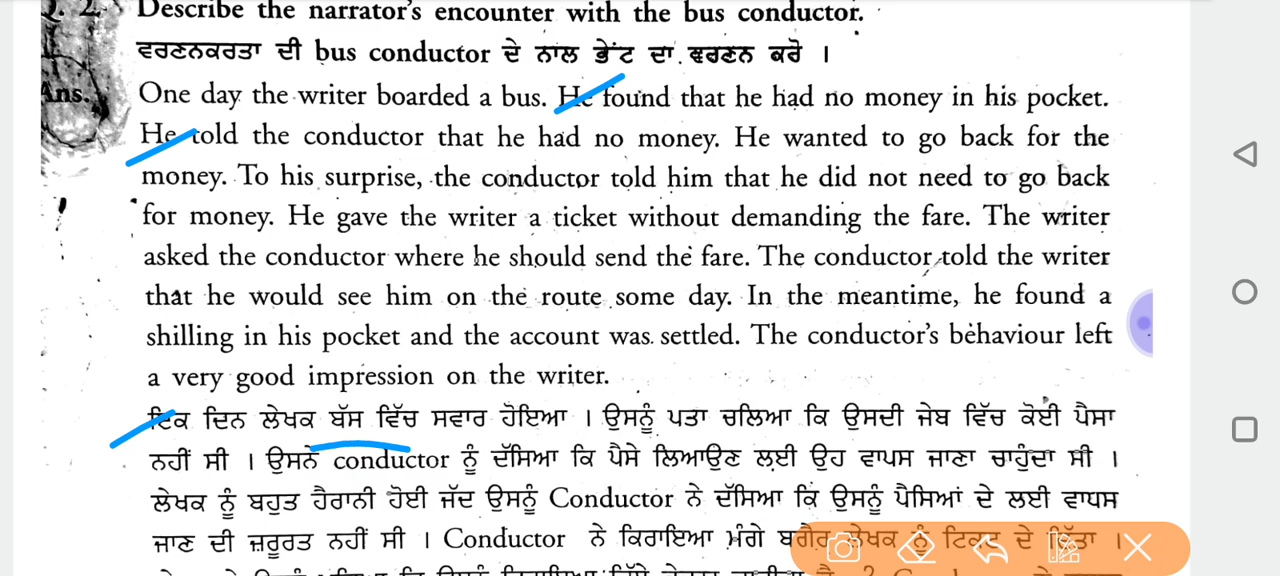 Q. 2. Describe the narrator's encounter with the bus conductor.
ਵਰਣਨਕਰਤਾ ਦੀ bus conductor ਦੇ ਨਾਲ ਭੇਂਟ ਦਾ ਵਰਣਨ ਕਰੋ ।
Ans. One day the writer boarded a bus. He found that he had no money in his pocket.
He told the conductor that he had no money. He wanted to go back for the
money. To his surprise, the conductor told him that he did not need to go back
for money. He gave the writer a ticket without demanding the fare. The writer
asked the conductor where he should send the fare. The conductor told the writer
that he would see him on the route some day. In the meantime, he found a
shilling in his pocket and the account was settled. The conductor's behaviour left
a very good impression on the writer.
ਇਕ ਦਿਨ ਲੇਖਕ ਬੱਸ ਵਿੱਚ ਸਵਾਰ ਹੋਇਆ । ਉਸਨੂੰ ਪਤਾ ਚਲਿਆ ਕਿ ਉਸਦੀ ਜੇਬ ਵਿੱਚ ਕੋਈ ਪੈਸਾ
ਨਹੀਂ ਸੀ । ਉਸਨੇ conductor ਨੂੰ ਦੱਸਿਆ ਕਿ ਪੈਸੇ ਲਿਆਉਣ ਲਈ ਉਹ ਵਾਪਸ ਜਾਣਾ ਚਾਹੁੰਦਾ ਸੀ ।
ਲੇਖਕ ਨੂੰ ਬਹੁਤ ਹੈਰਾਨੀ ਹੋਈ ਜੱਦ ਉਸਨੂੰ Conductor ਨੇ ਦੱਸਿਆ ਕਿ ਉਸਨੂੰ ਪੈਸਿਆਂ ਦੇ ਲਈ ਵਾਪਸ
ਜਾਣ ਦੀ ਜ਼ਰੂਰਤ ਨਹੀਂ ਸੀ । Conductor ਨੇ ਕਿਰਾਇਆ ਮੰਗੇ ਬਗੈਰ ਲੇਖਕ ਨੂੰ ਟਿਕਟ ਦੇ ਦਿੱਤਾ ।